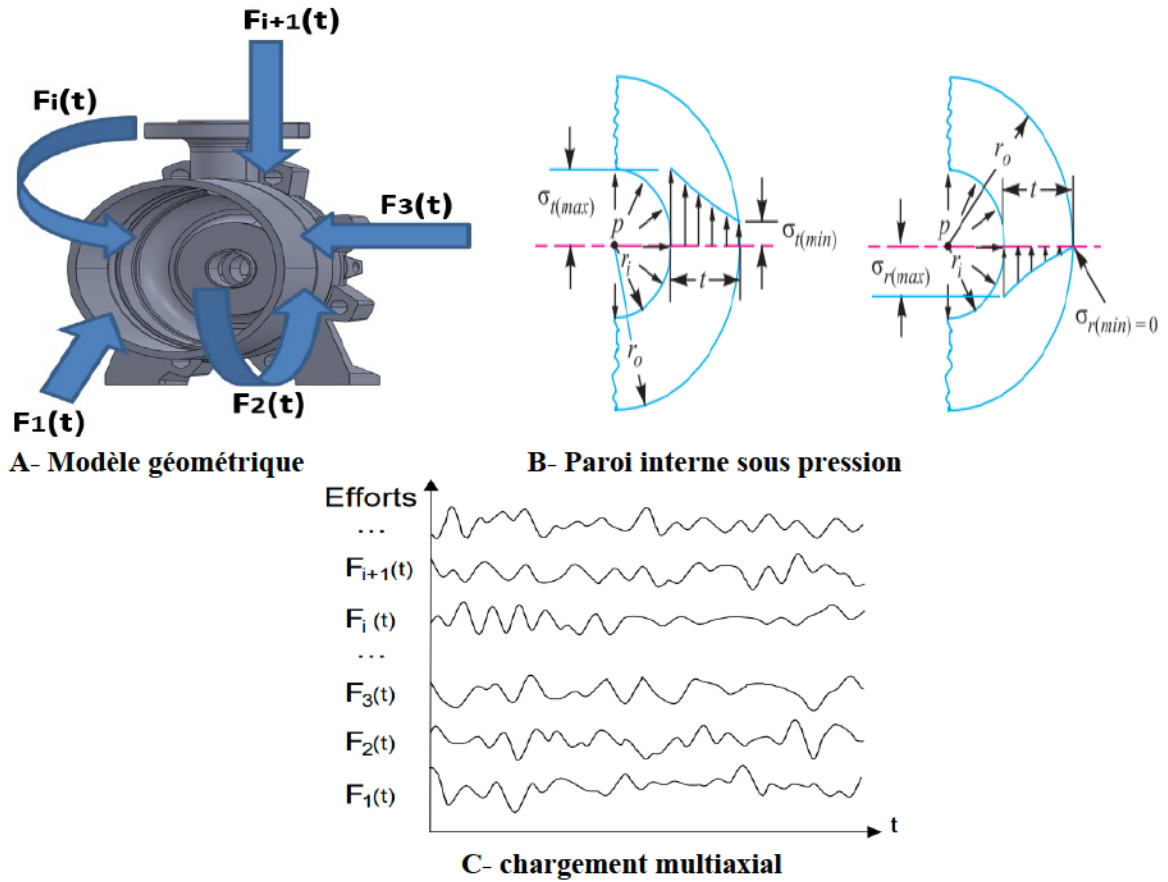 Fi+1(t)
Fi(t)
F3(t)
F2(t)
F1(t)
A- Modèle géométrique
σt(max)
p
ri
t
σt(min)
ro
ro
t
p
ri
σr(max)
σr(min) = 0
B- Paroi interne sous pression
Efforts
...
Fi+1(t)
Fi (t)
...
F3(t)
F2(t)
F1(t)
t
C- chargement multiaxial